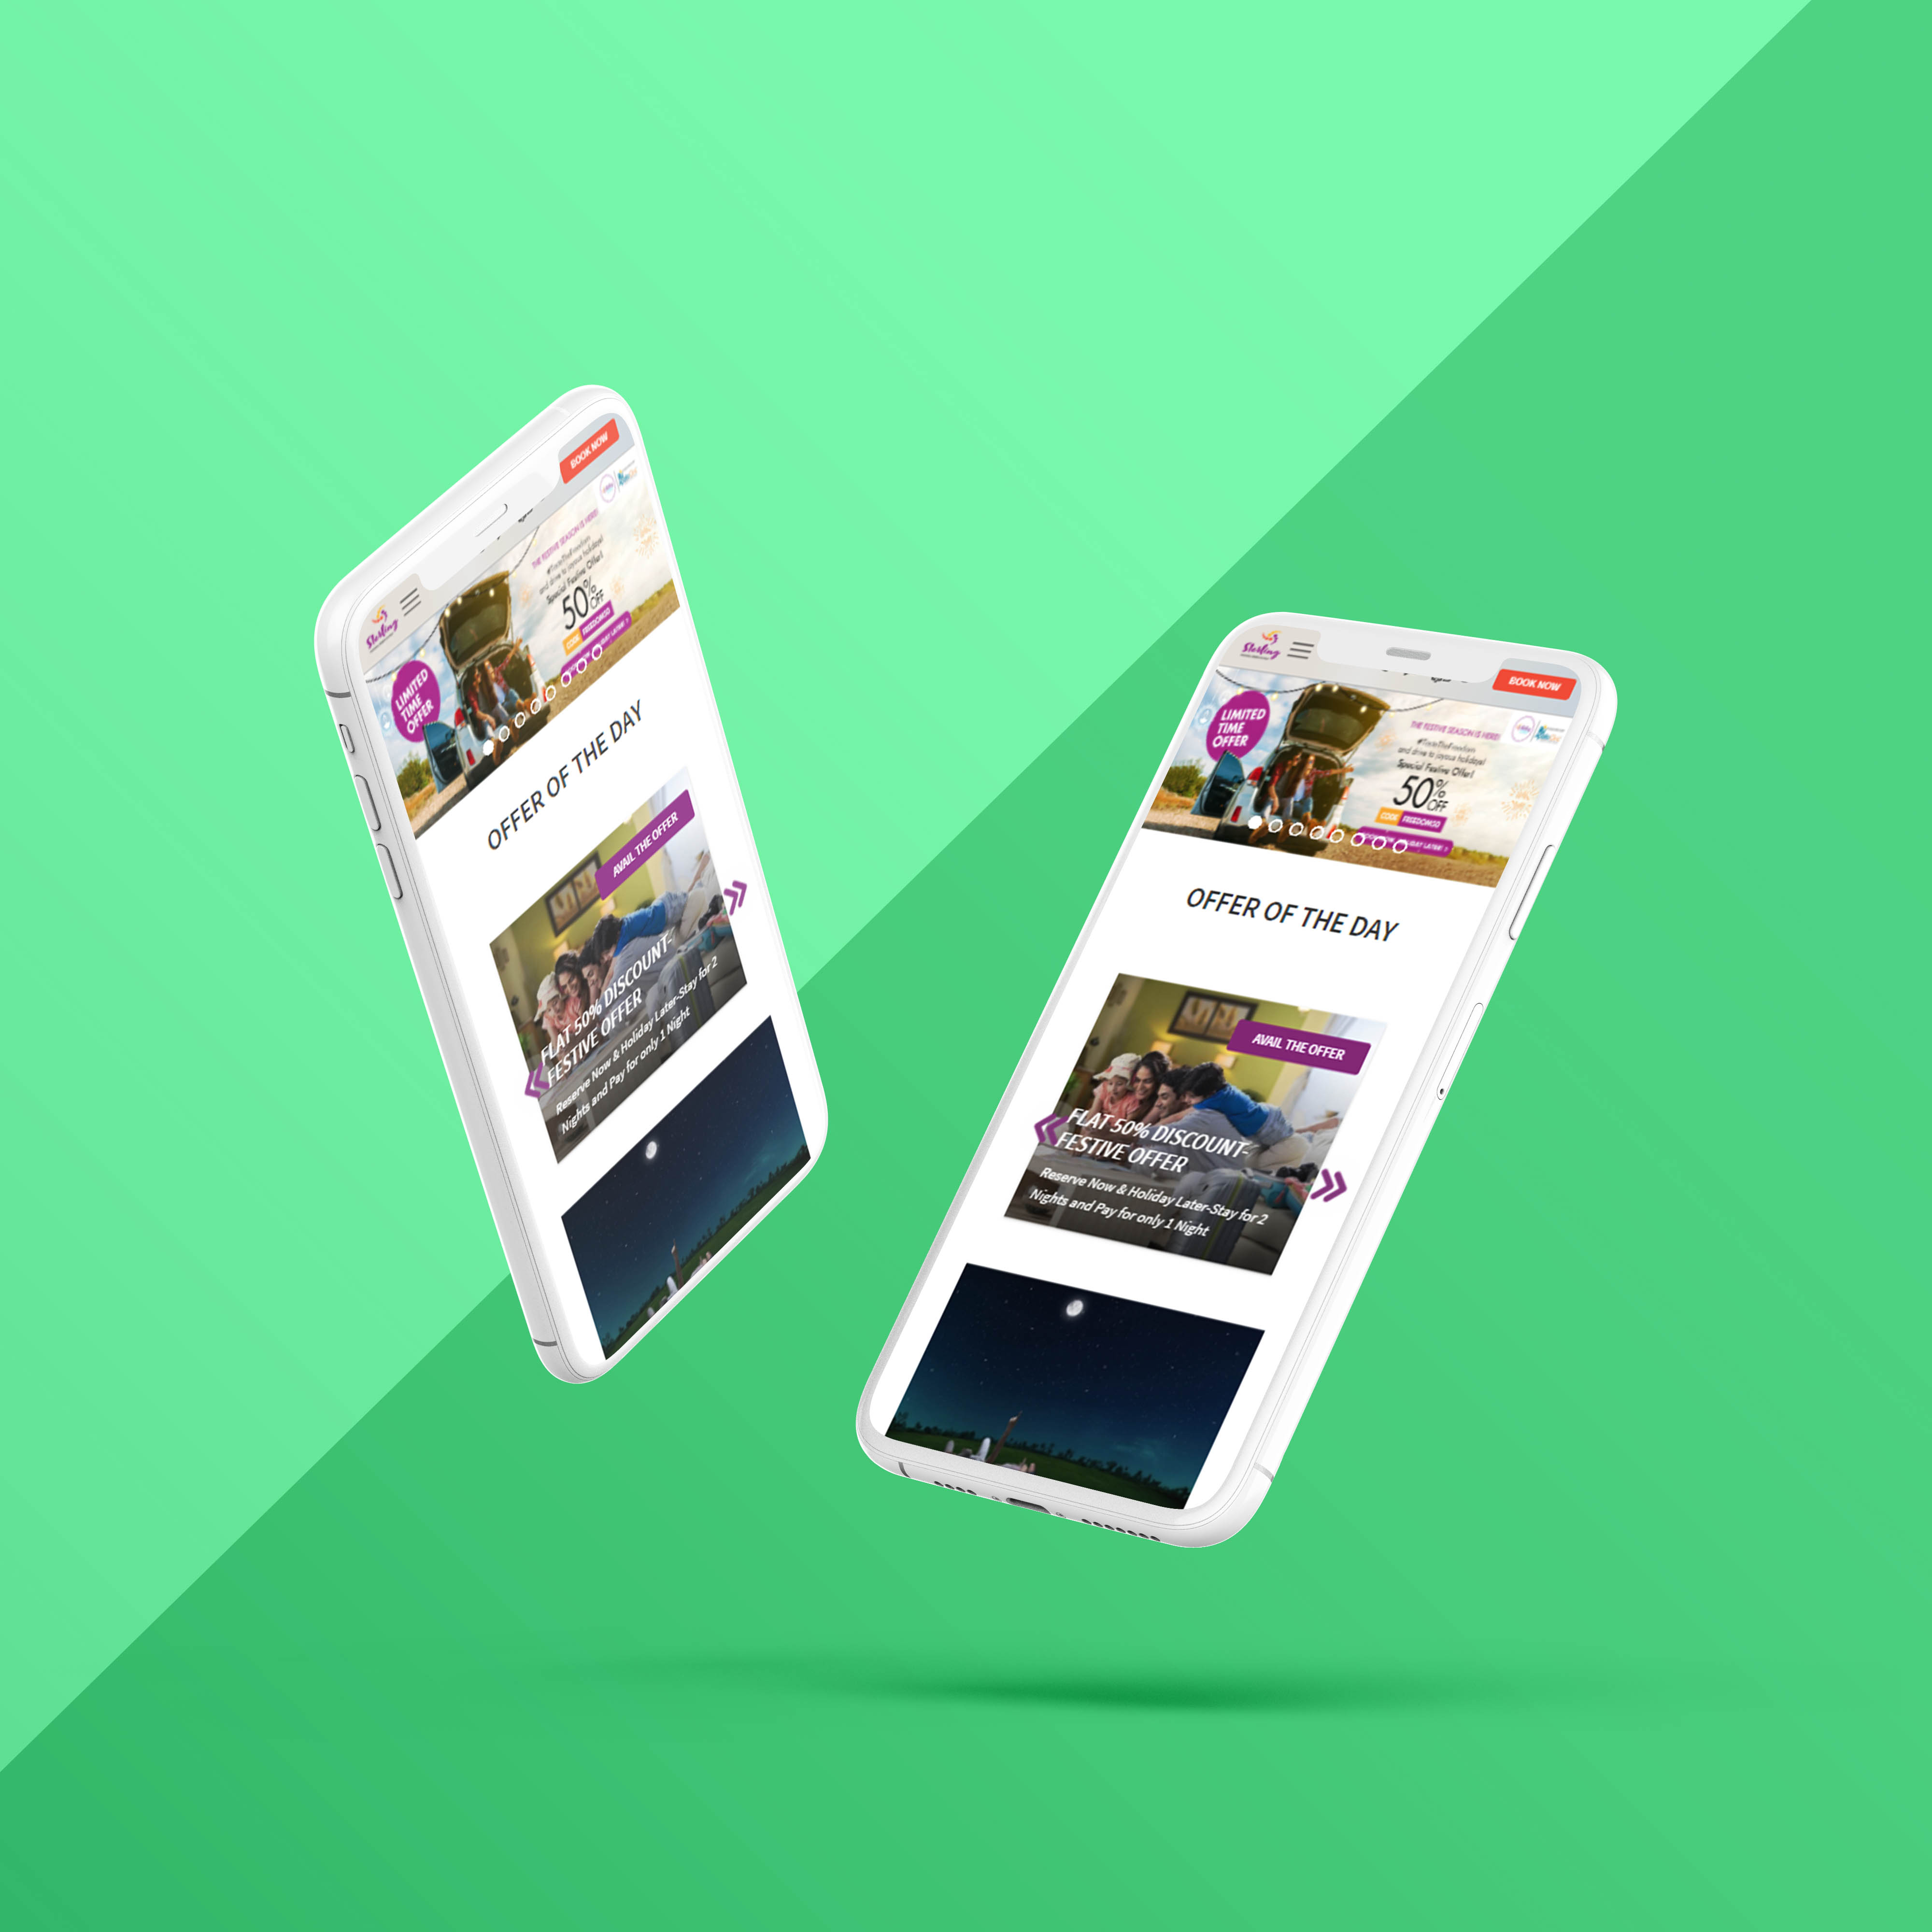 BOOK NOW
Sterling
LIMITED
TIME
OFFER
THE FESTIVE SEASON IS HERE!
and drive to joyous holidays!
Special Festive Offer!
50%
OFF
CODE FREEDOM50
HOLIDAY LATER >
OFFER OF THE DAY
AVAIL THE OFFER
FLAT 50% DISCOUNT-
FESTIVE OFFER
Reserve Now & Holiday Later-Stay for 2
Nights and Pay for only 1 Night
Sterling
BOOK NOW
LIMITED
TIME
OFFER
THE FESTIVE SEASON IS HERE!
and drive to joyous holidays!
Special Festive Offer!
50%
OFF
CODE FREEDOM50
HOLIDAY LATER >
OFFER OF THE DAY
AVAIL THE OFFER
FLAT 50% DISCOUNT-
FESTIVE OFFER
Reserve Now & Holiday Later-Stay for 2
Nights and Pay for only 1 Night